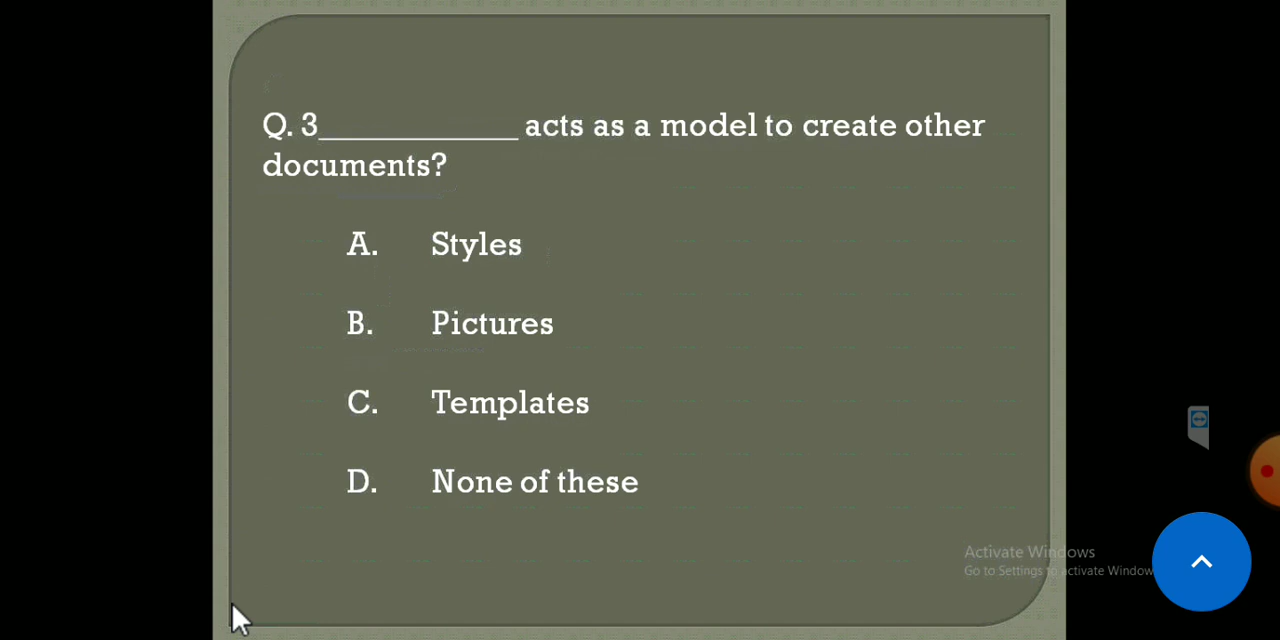 Q. 3____________ acts as a model to create other
documents?
A. Styles
B. Pictures
C. Templates
D. None of these
Activate Windows
Go to Settings to activate Window